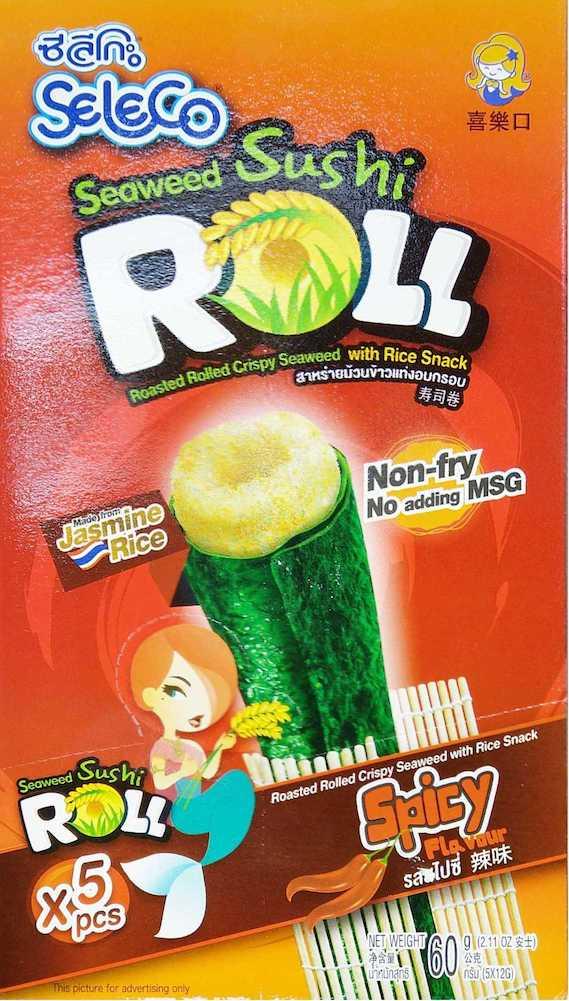 ซีลีโกะ
SeleCo
喜樂口
Seaweed Sushi
ROLL
Roasted Rolled Crispy Seaweed with Rice Snack
สาหร่ายม้วนข้าวแท่งอบกรอบ
寿司卷
Made from
Jasmine
Rice
Non-fry
No adding MSG
Seaweed Sushi
ROLL
x5
pcs
Roasted Rolled Crispy Seaweed with Rice Snack
Spicy
Flavour
รสสไปซี่ 辣味
NET WEIGHT 60 g (2.11 OZ 安士)
净含量 公克
น้ำหนักสุทธิ กรัม (5X12G)
This picture for advertising only